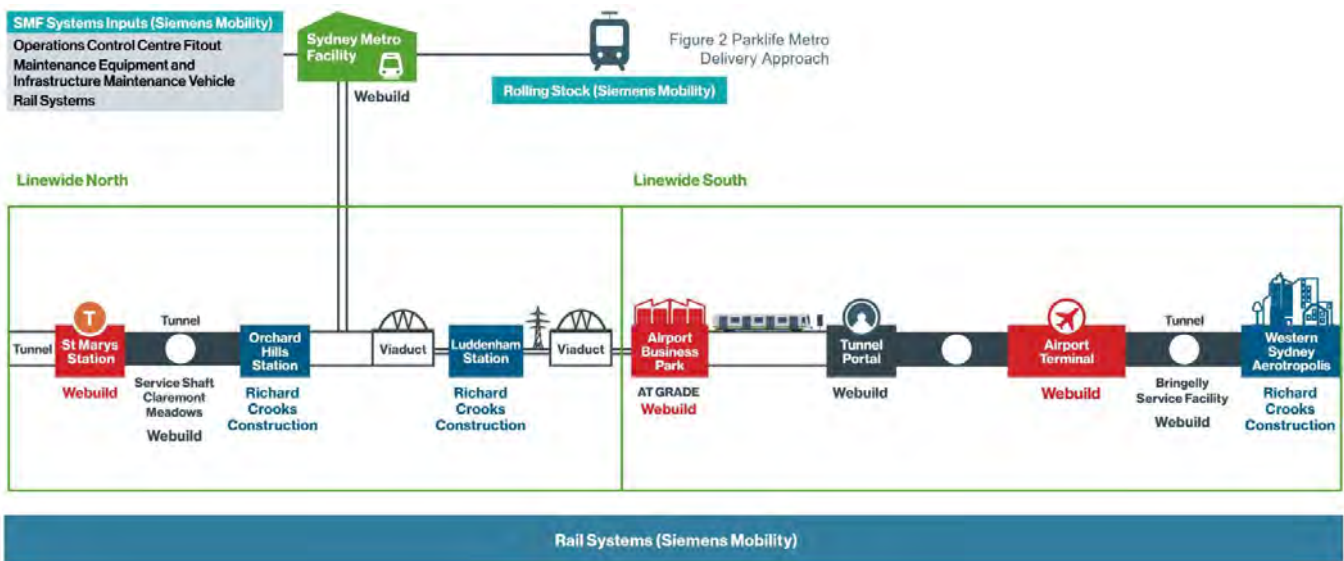 SMF Systems Inputs (Siemens Mobility)
Operations Control Centre Fitout
Maintenance Equipment and
Infrastructure Maintenance Vehicle
Rail Systems
Sydney Metro
Facility
Webuild
Rolling Stock (Siemens Mobility)
Figure 2 Parklife Metro
Delivery Approach
Linewide North
Linewide South
Tunnel
T
St Marys
Station
Webuild
Tunnel
Service Shaft
Claremont
Meadows
Webuild
Orchard
Hills
Station
Richard
Crooks
Construction
Viaduct
Luddenham
Station
Richard
Crooks
Construction
Viaduct
Airport
Business
Park
AT GRADE
Webuild
Tunnel
Portal
Webuild
Airport
Terminal
Webuild
Tunnel
Bringelly
Service Facility
Webuild
Western
Sydney
Aerotropolis
Richard
Crooks
Construction
Rail Systems (Siemens Mobility)